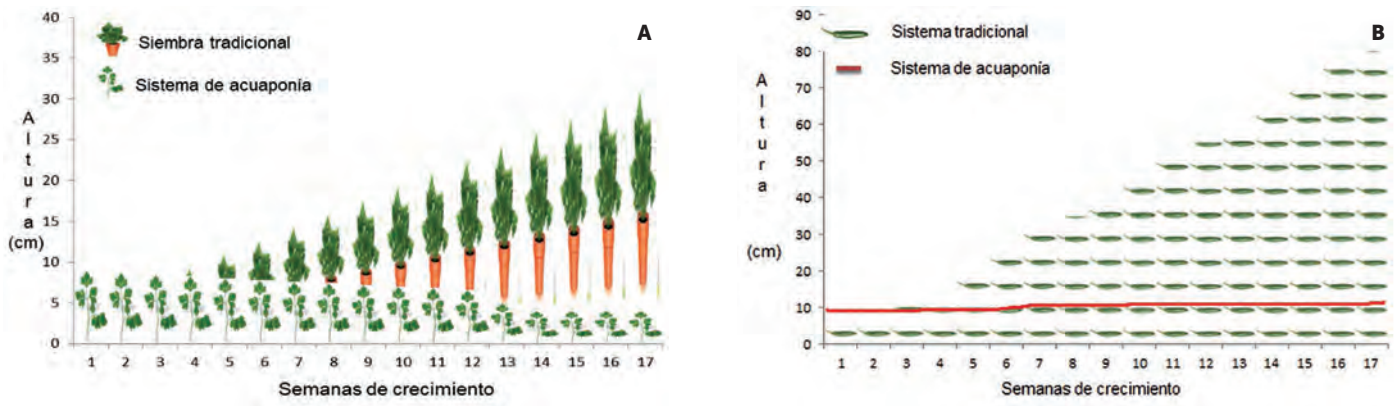 A
40
35
30
25
20
15
10
5
0
Altura
(cm)
Siembra tradicional
Sistema de acuaponía
1 2 3 4 5 6 7 8 9 10 11 12 13 14 15 16 17
Semanas de crecimiento
B
90
80
70
60
50
40
30
20
10
0
Altura
(cm)
Sistema tradicional
Sistema de acuaponía
1 2 3 4 5 6 7 8 9 10 11 12 13 14 15 16 17
Semanas de crecimiento